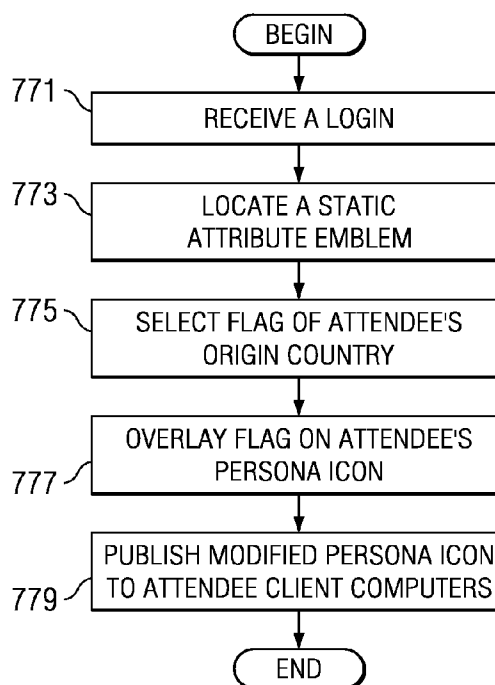 BEGIN
771
RECEIVE A LOGIN
773
LOCATE A STATIC
ATTRIBUTE EMBLEM
775
SELECT FLAG OF ATTENDEE'S
ORIGIN COUNTRY
777
OVERLAY FLAG ON ATTENDEE'S
PERSONA ICON
779
PUBLISH MODIFIED PERSONA ICON
TO ATTENDEE CLIENT COMPUTERS
END